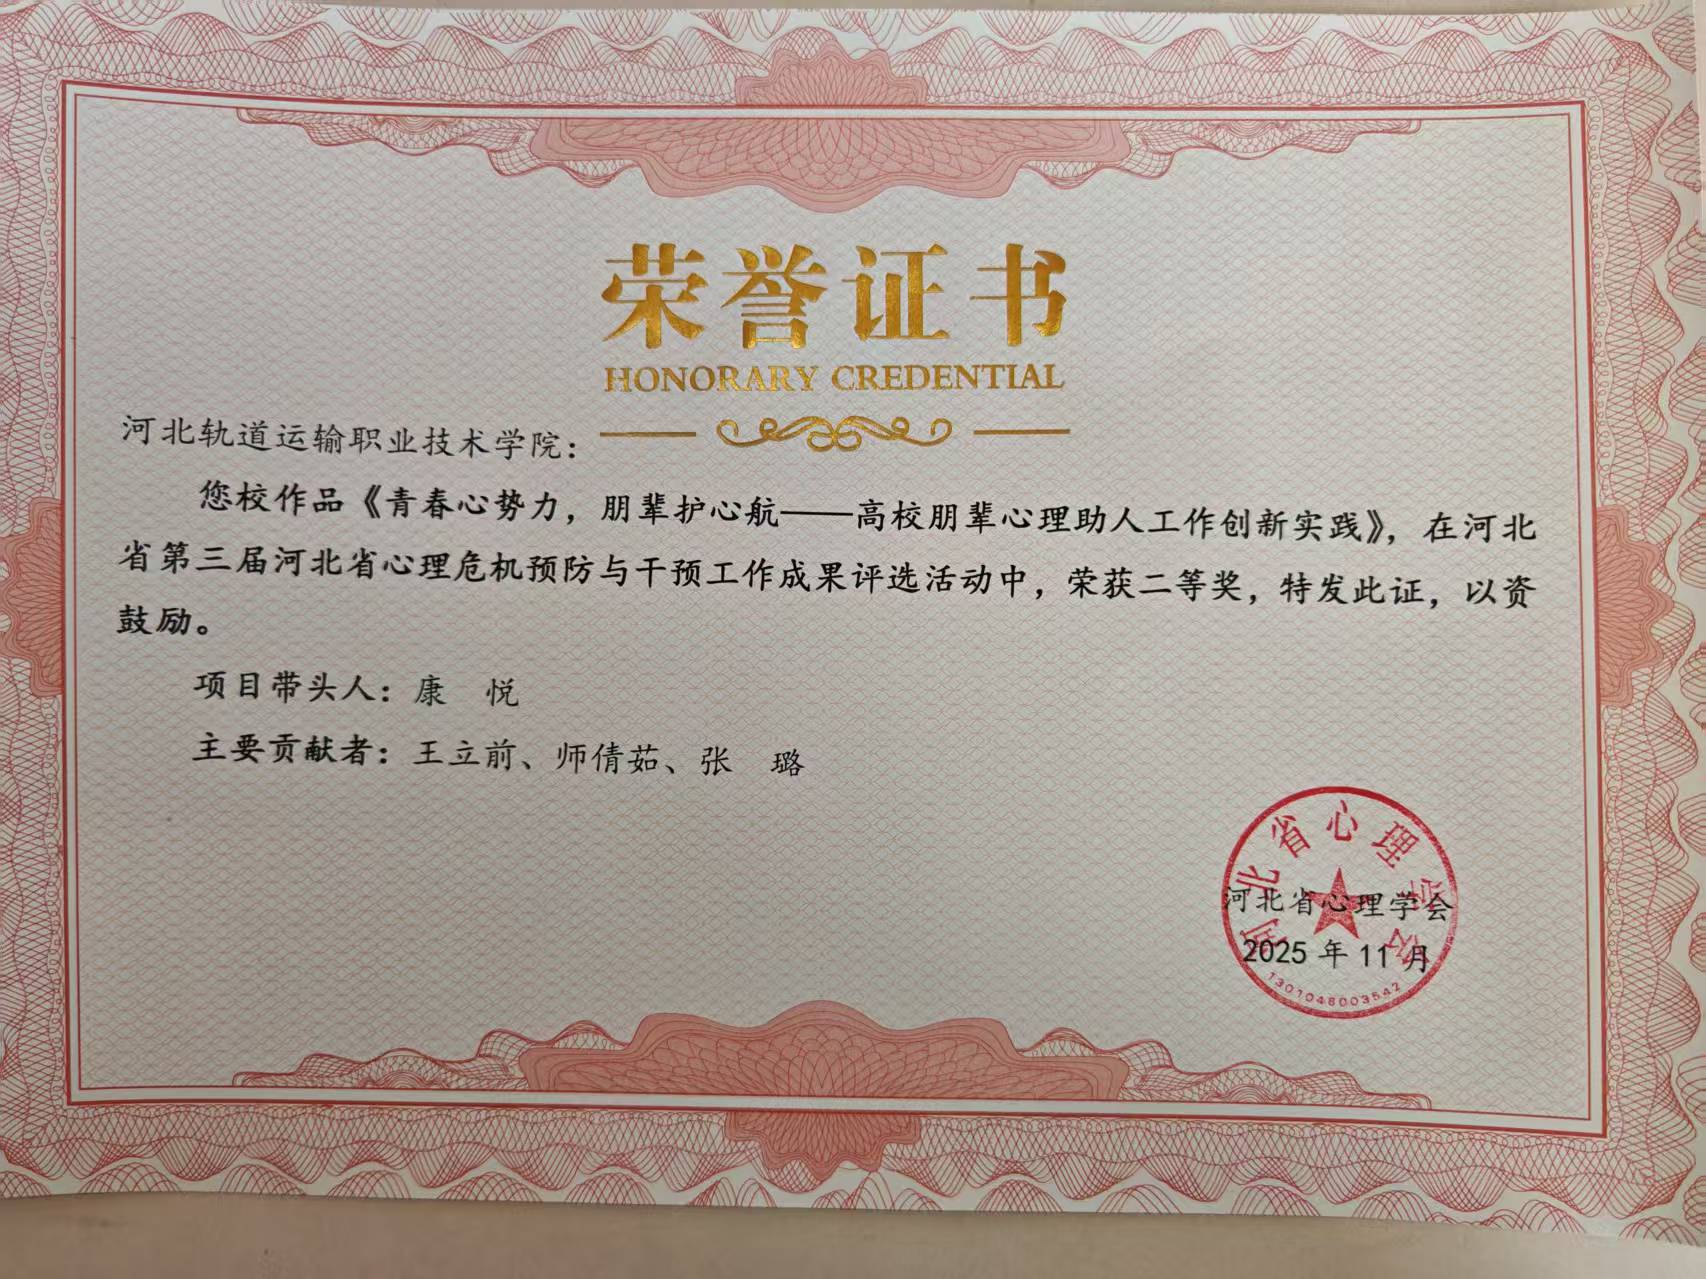 荣誉证书
HONORARY CREDENTIAL
河北轨道运输职业技术学院：
您校作品《青春心势力，朋辈护心航——高校朋辈心理助人工作创新实践》，在河北
省第三届河北省心理危机预防与干预工作成果评选活动中，荣获二等奖，特发此证，以资
鼓励。
项目带头人：康　悦
主要贡献者：王立前、师倩茹、张　璐
河北省心理学会
河北省心理学会
2025 年 11 月
1301048003542